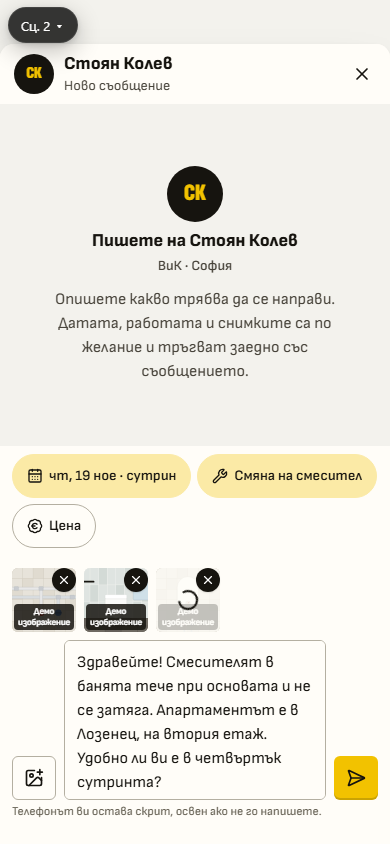 Сц. 2
СК
Стоян Колев
Ново съобщение
СК
Пишете на Стоян Колев
ВиК · София
Опишете какво трябва да се направи.
Датата, работата и снимките са по
желание и тръгват заедно със
съобщението.
чт, 19 ное · сутрин
Смяна на смесител
Цена
Демо
изображение
Демо
изображение
Демо
изображение
Здравейте! Смесителят в
банята тече при основата и не
се затяга. Апартаментът е в
Лозенец, на втория етаж.
Удобно ли ви е в четвъртък
сутринта?
Телефонът ви остава скрит, освен ако не го напишете.